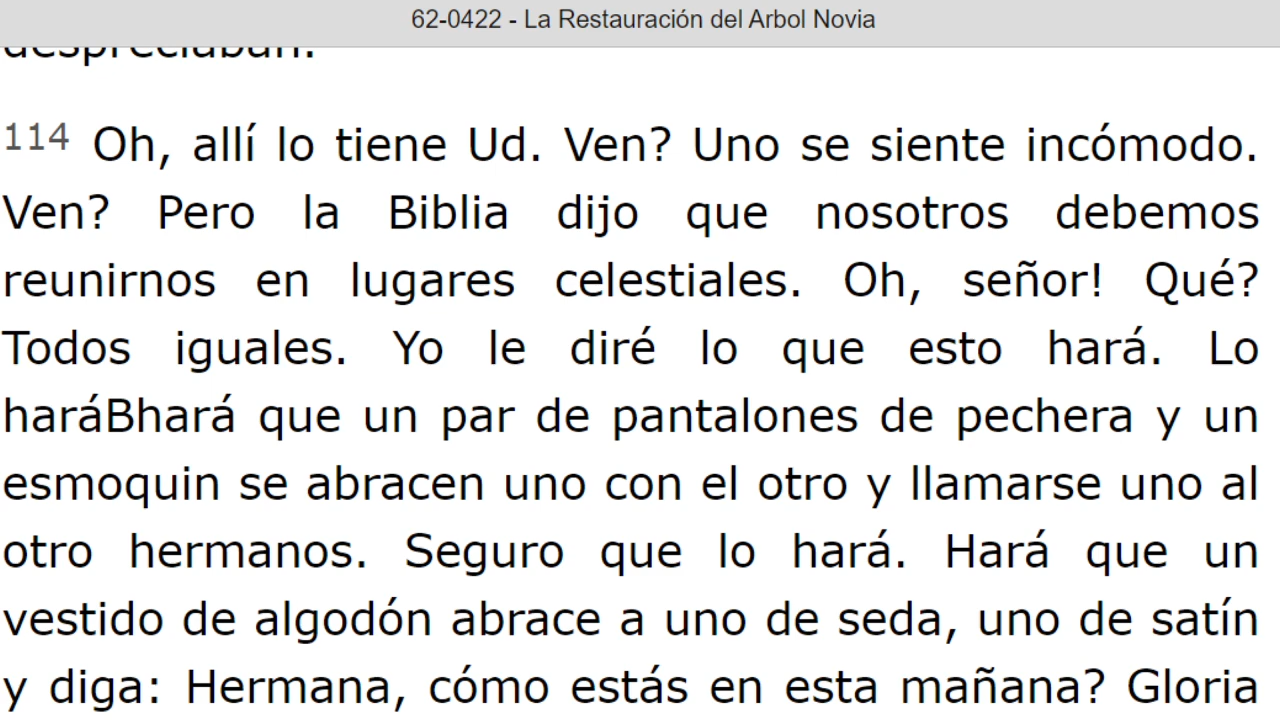 62-0422 - La Restauración del Arbol Novia
despreciaban.
114 Oh, allí lo tiene Ud. Ven? Uno se siente incómodo.
Ven? Pero la Biblia dijo que nosotros debemos
reunirnos en lugares celestiales. Oh, señor! Qué?
Todos iguales. Yo le diré lo que esto hará. Lo
haráBhará que un par de pantalones de pechera y un
esmoquin se abracen uno con el otro y llamarse uno al
otro hermanos. Seguro que lo hará. Hará que un
vestido de algodón abrace a uno de seda, uno de satín
y diga: Hermana, cómo estás en esta mañana? Gloria